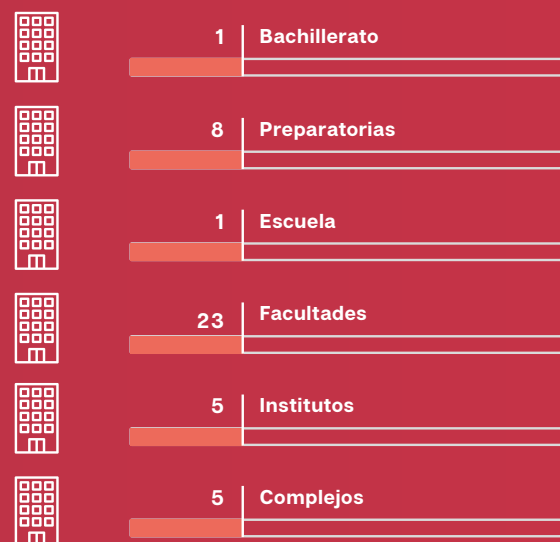 1 Bachillerato
8 Preparatorias
1 Escuela
23 Facultades
5 Institutos
5 Complejos